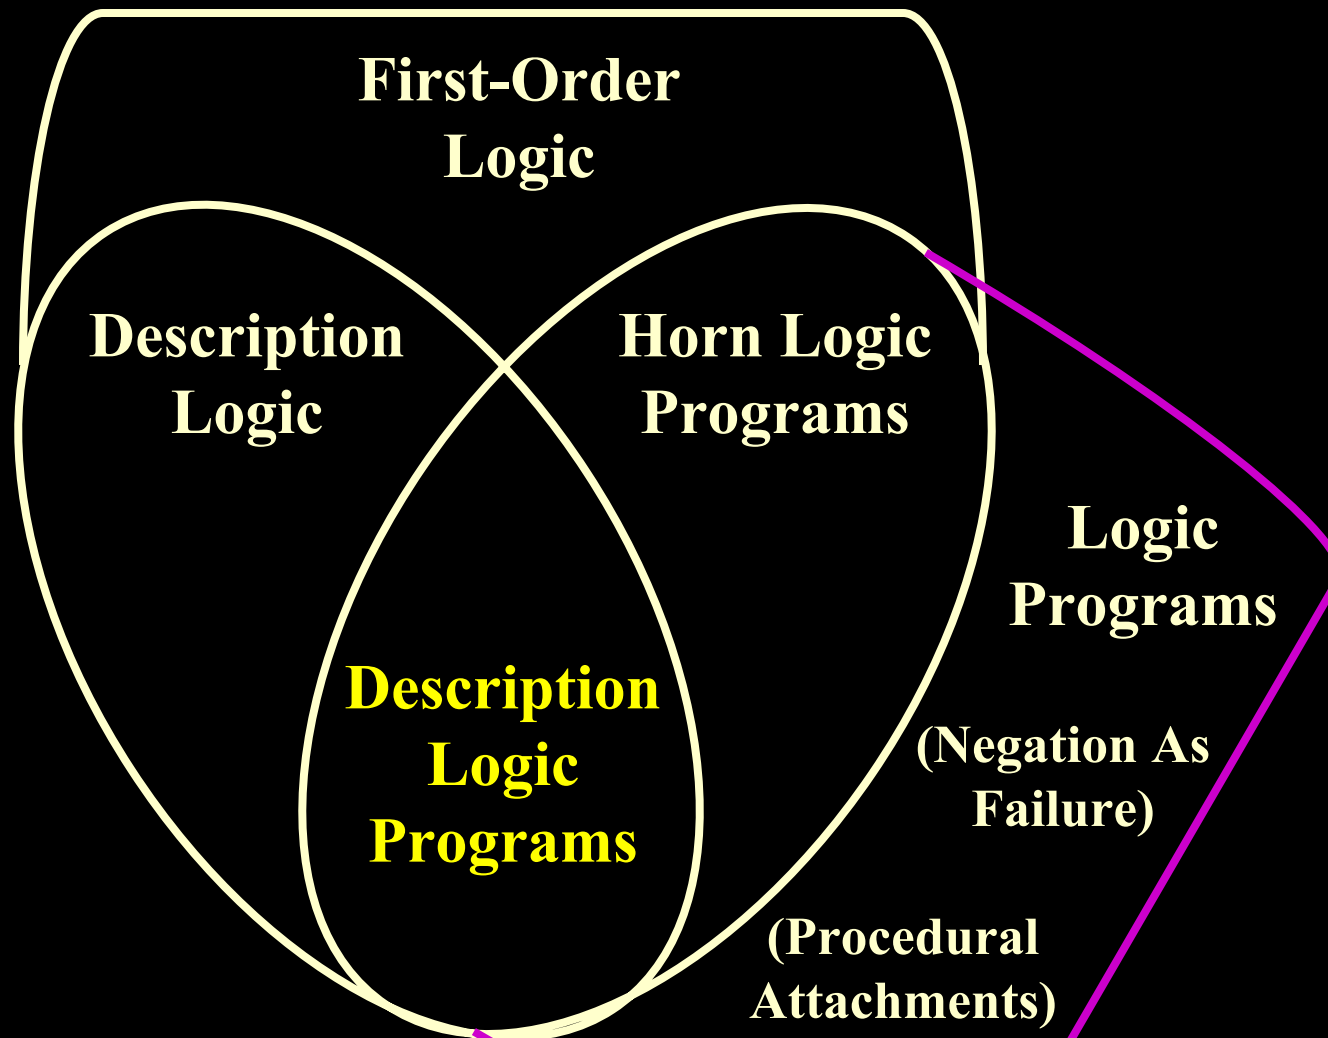 First-Order
Logic
Description
Logic
Horn Logic
Programs
Logic
Programs
Description
Logic
Programs
(Negation As
Failure)
(Procedural
Attachments)